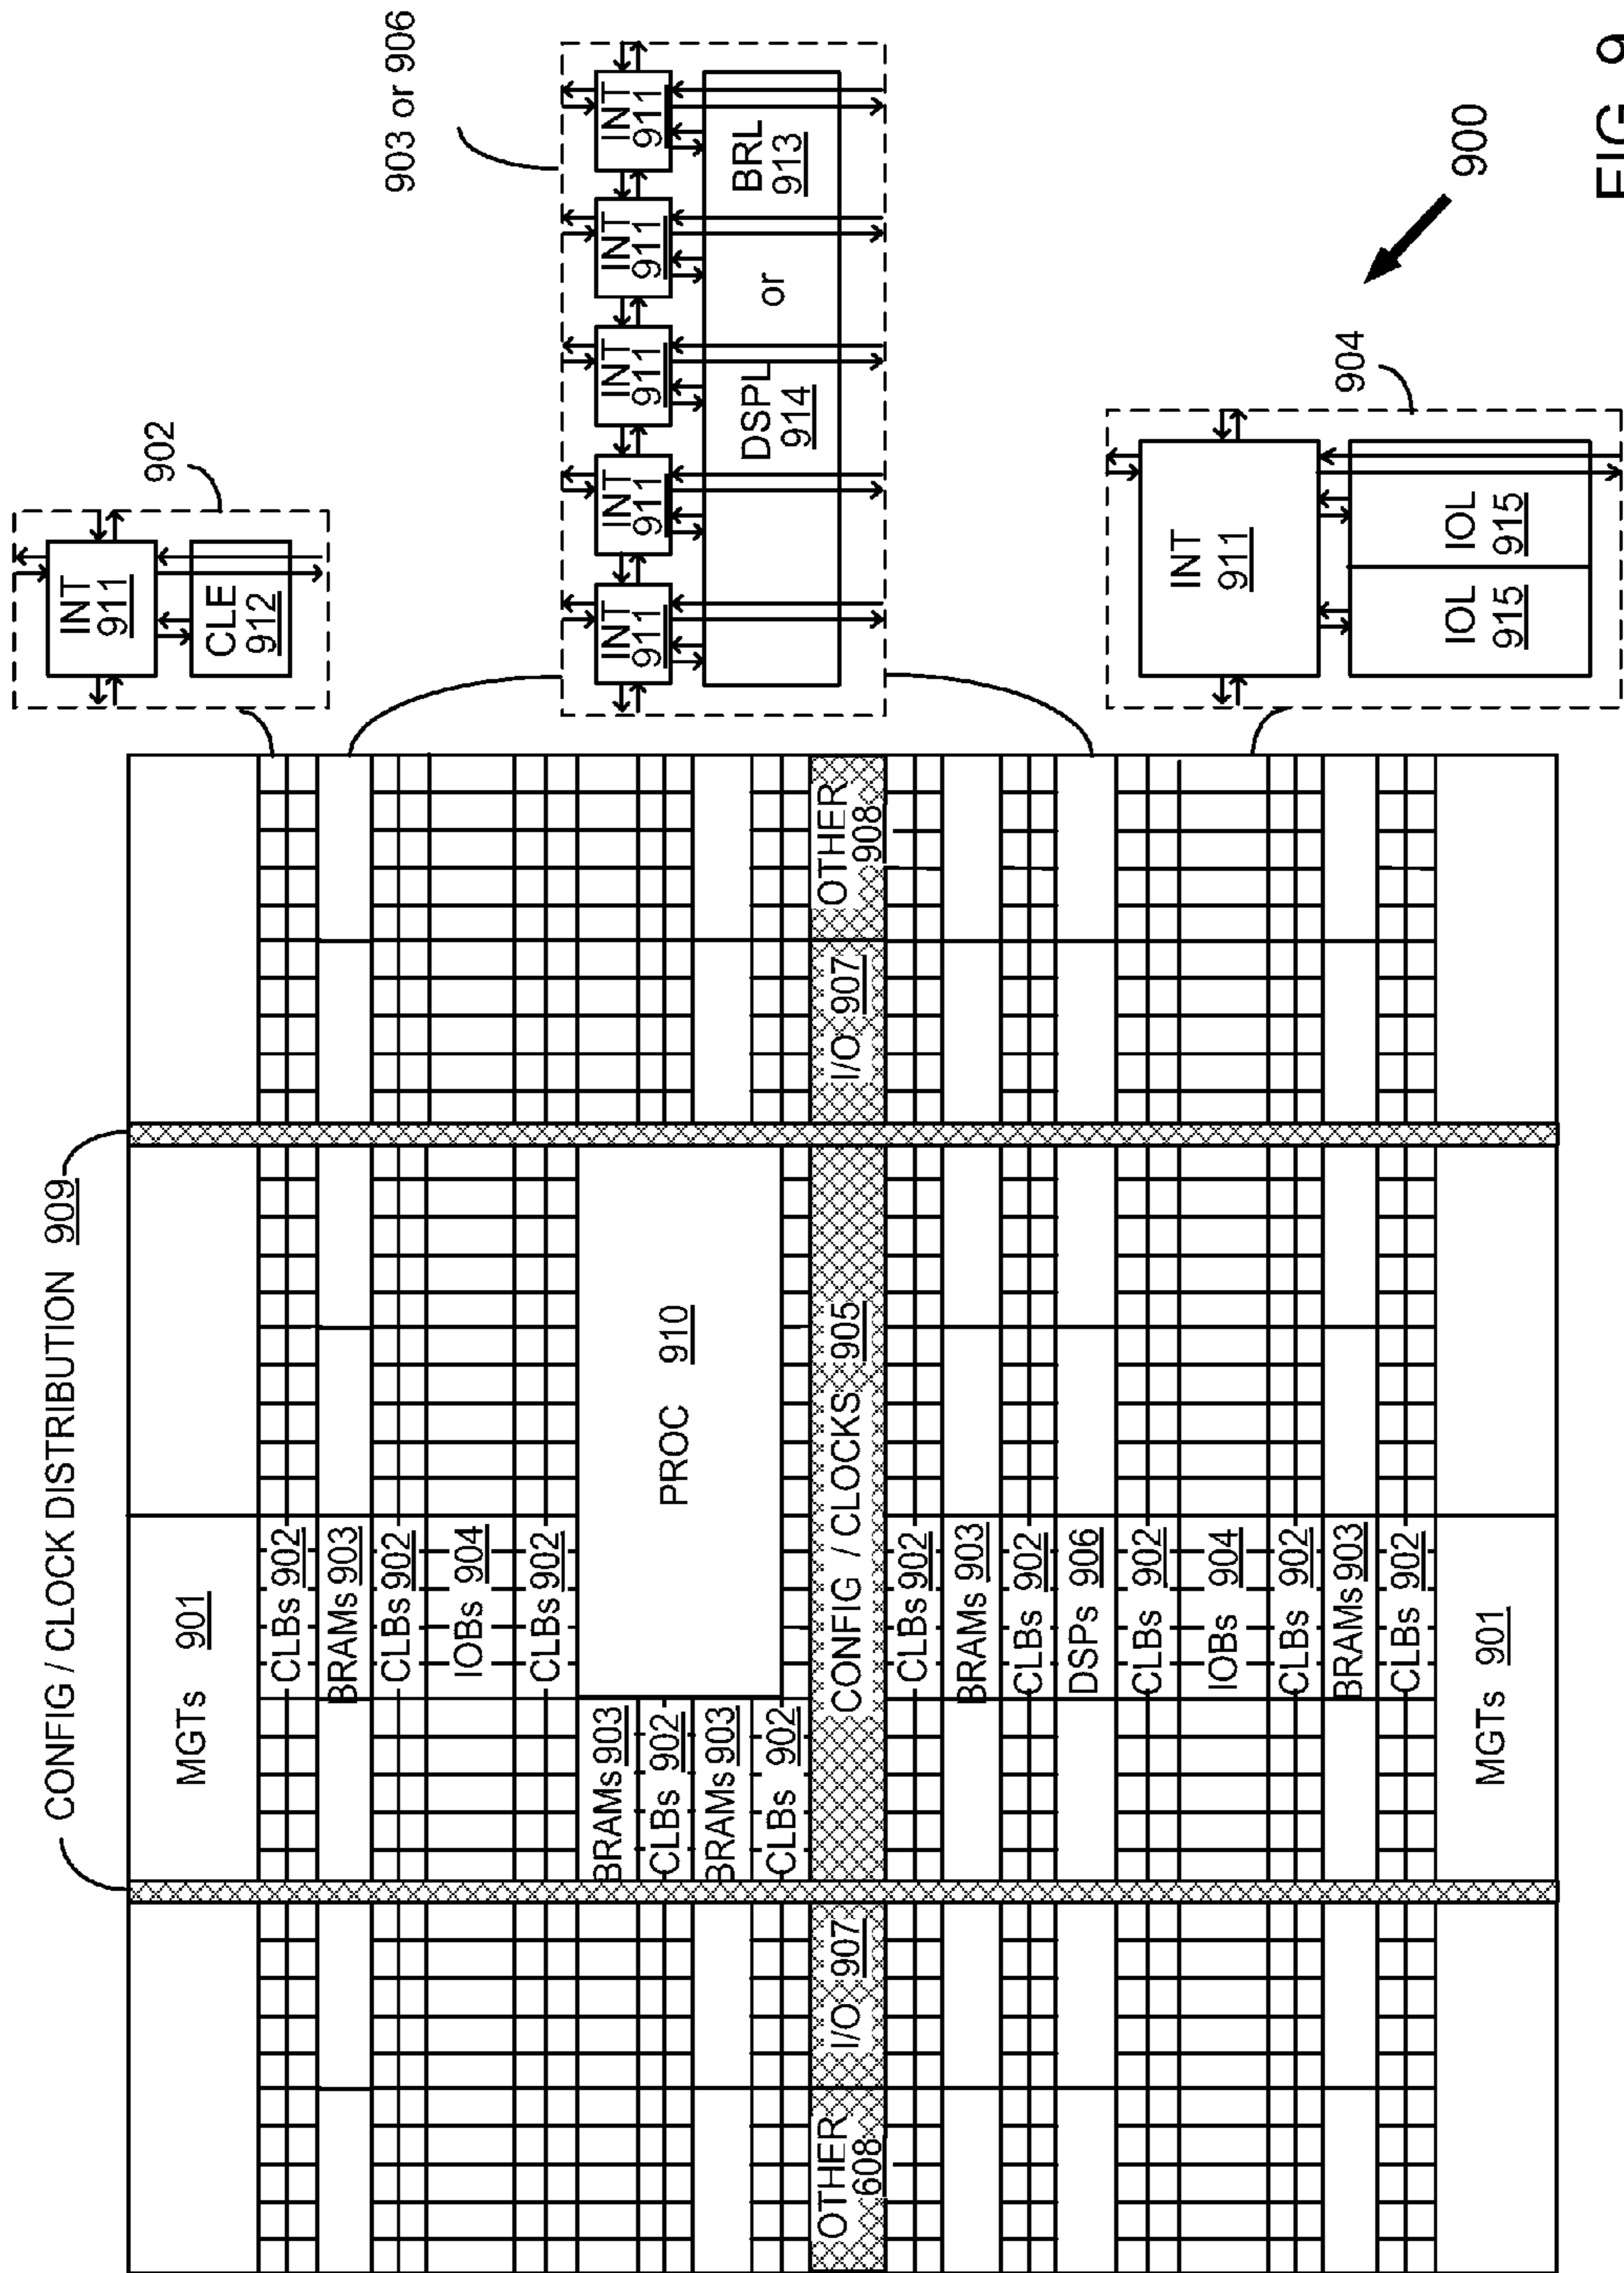 CONFIG / CLOCK DISTRIBUTION 909
MGTs 901
CLBs 902
BRAMs 903
CLBs 902
IOBs 904
CLBs 902
BRAMs 903
CLBs 902
BRAMs 903
CLBs 902
PROC 910
OTHER
608
I/O 907
CONFIG / CLOCKS 905
I/O 907
OTHER
908
CLBs 902
BRAMs 903
CLBs 902
DSPs 906
CLBs 902
IOBs 904
CLBs 902
BRAMs 903
CLBs 902
MGTs 901
902
INT
911
CLE
912
903 or 906
INT
911
INT
911
INT
911
INT
911
INT
911
DSPL
914
or
BRL
913
904
INT
911
IOL
915
IOL
915
900
FIG 9